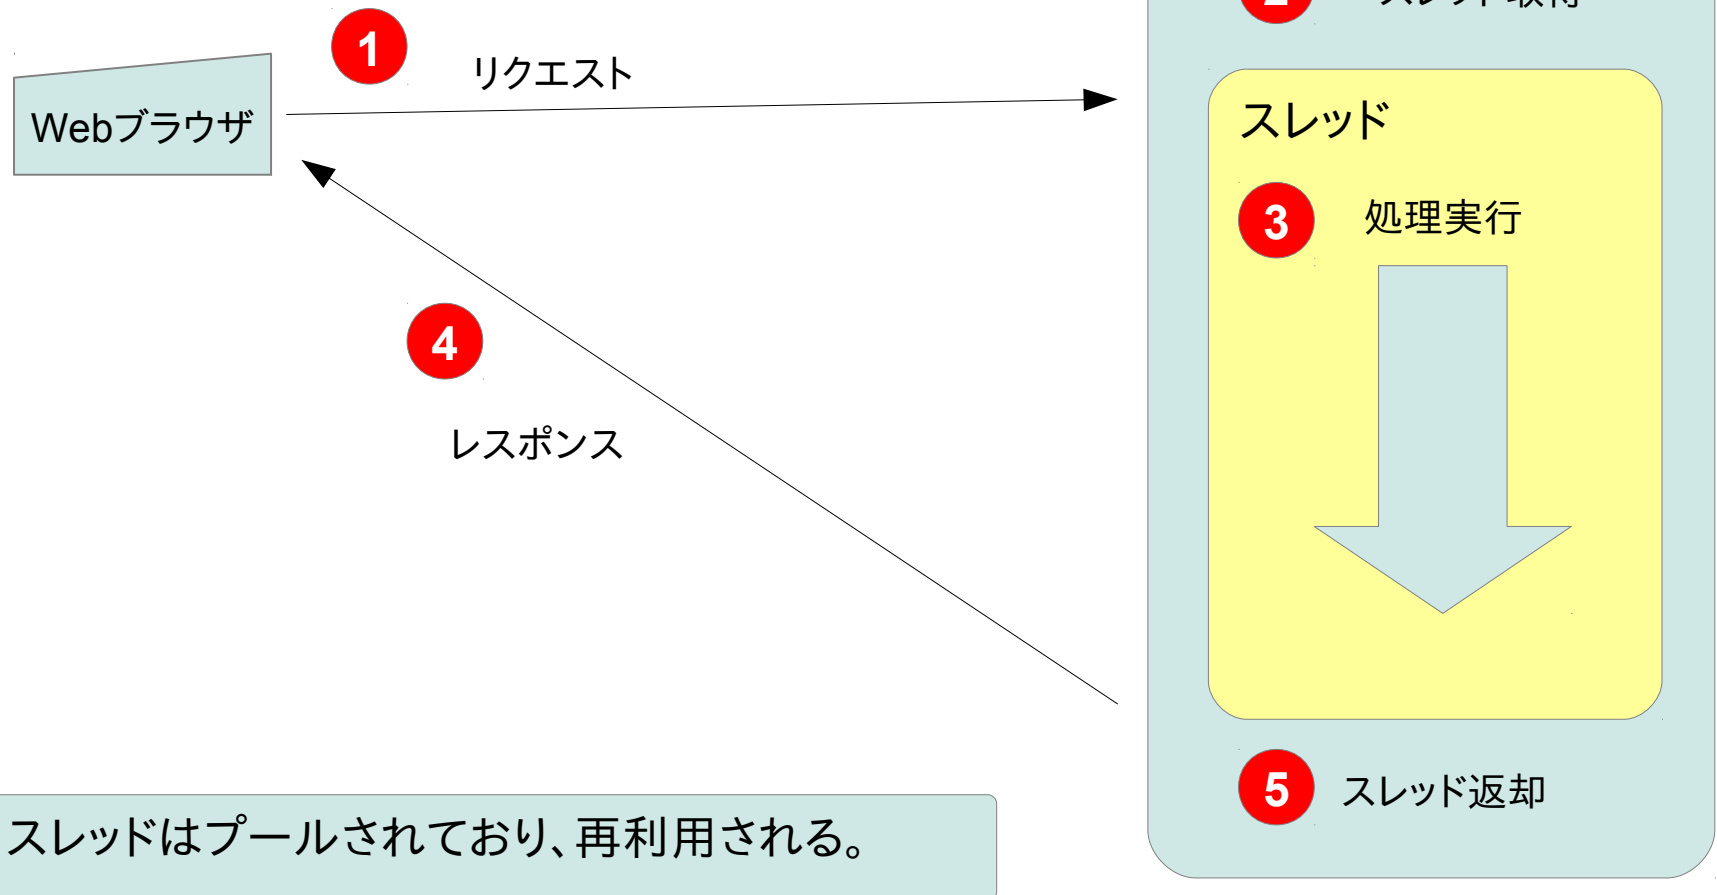 1
リクエスト
Webブラウザ
スレッド
3
処理実行
4
レスポンス
5
スレッド返却
スレッドはプールされており、再利用される。